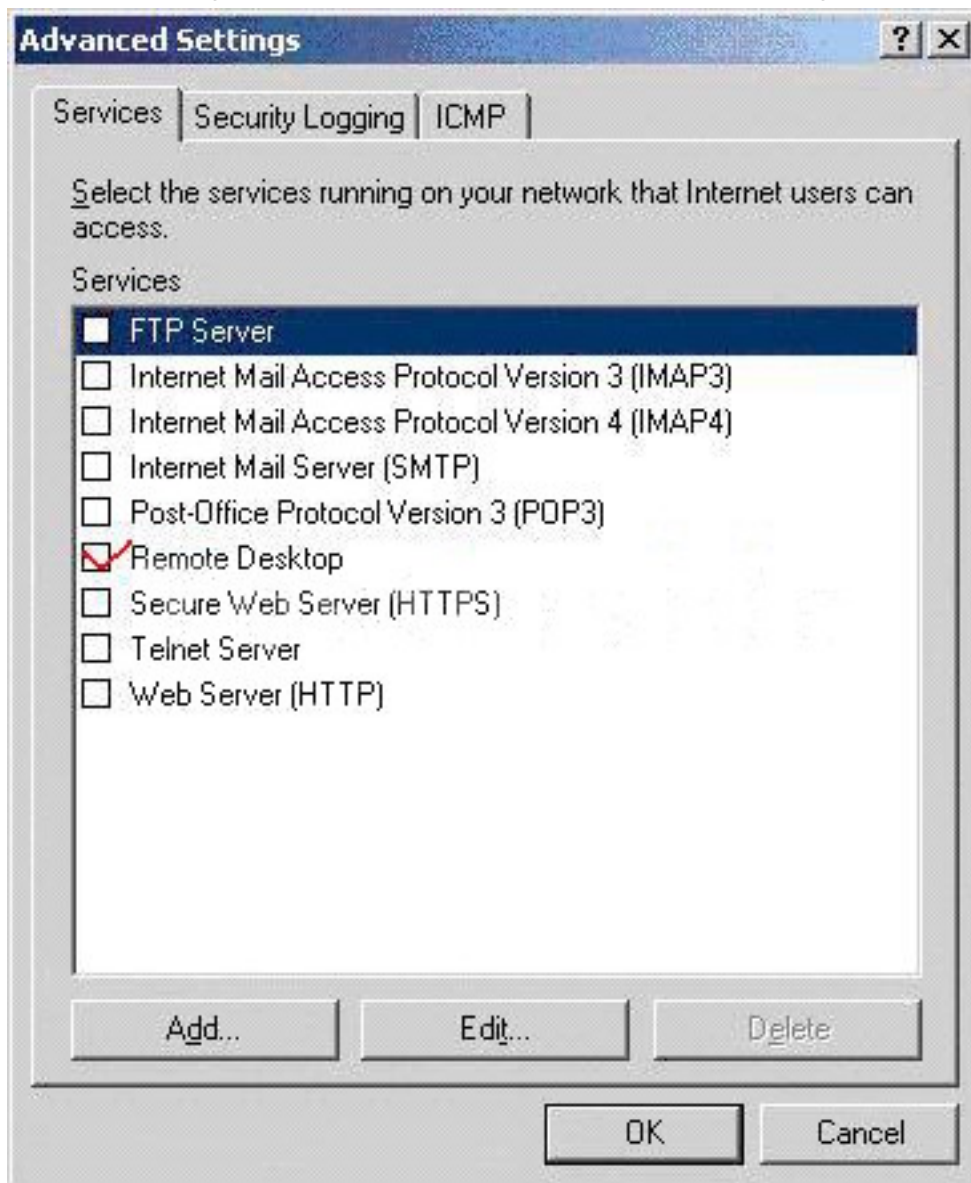 Advanced Settings
Services Security Logging ICMP
Select the services running on your network that Internet users can
access.
Services
FTP Server
Internet Mail Access Protocol Version 3 (IMAP3)
Internet Mail Access Protocol Version 4 (IMAP4)
Internet Mail Server (SMTP)
Post-Office Protocol Version 3 (POP3)
Remote Desktop
Secure Web Server (HTTPS)
Telnet Server
Web Server (HTTP)
Add... Edit... Delete
OK Cancel